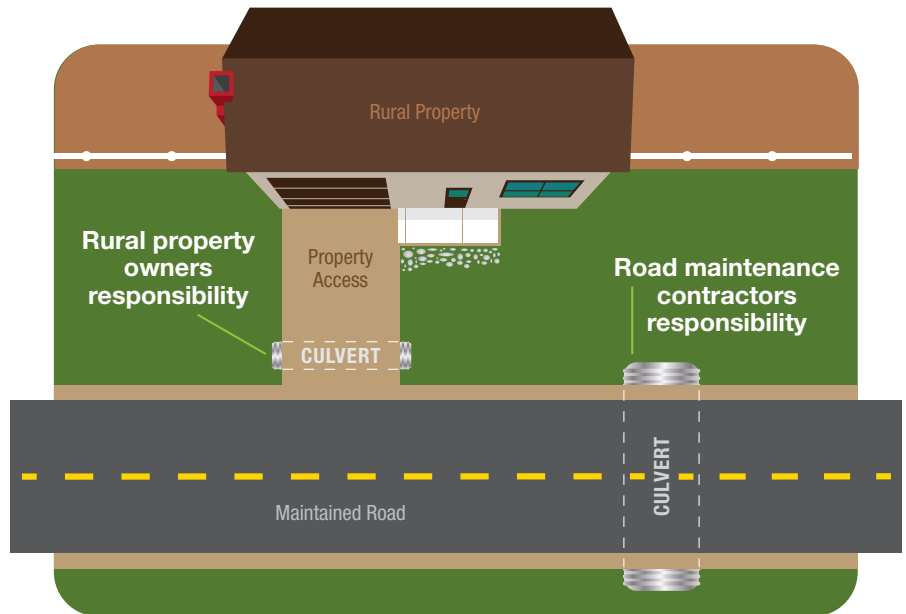 Rural Property
Rural property
owners
responsibility
Property
Access
Road maintenance
contractors
responsibility
CULVERT
CULVERT
Maintained Road